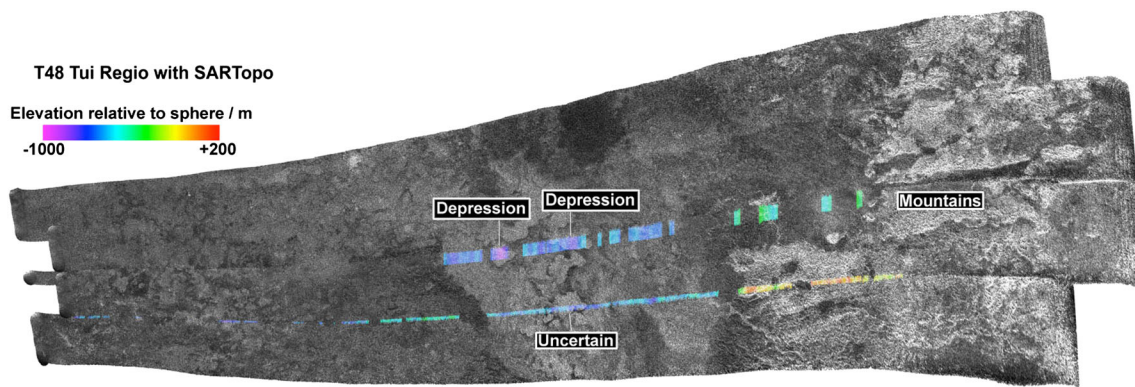 T48 Tui Regio with SARTopo
Elevation relative to sphere / m
-1000 +200
Depression
Depression
Mountains
Uncertain